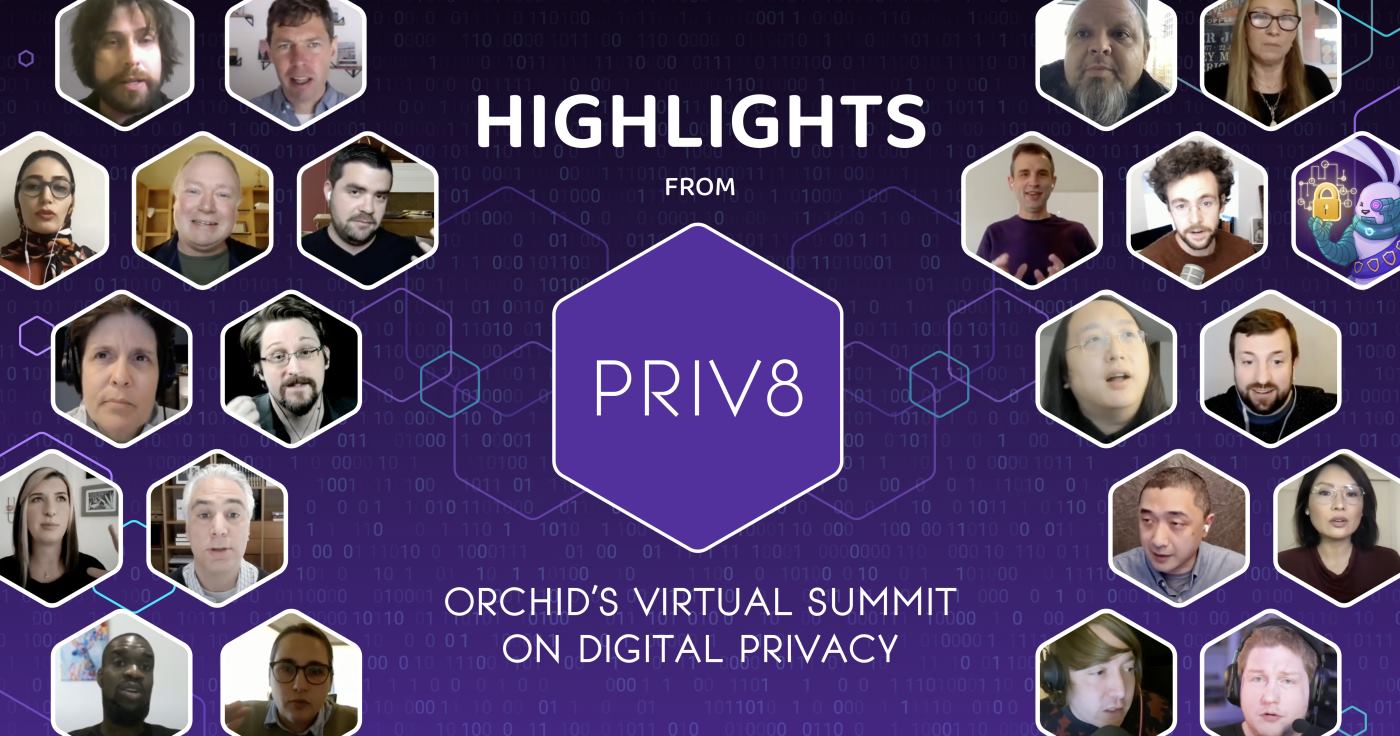 HIGHLIGHTS
FROM
PRIV8
ORCHID'S VIRTUAL SUMMIT
ON DIGITAL PRIVACY